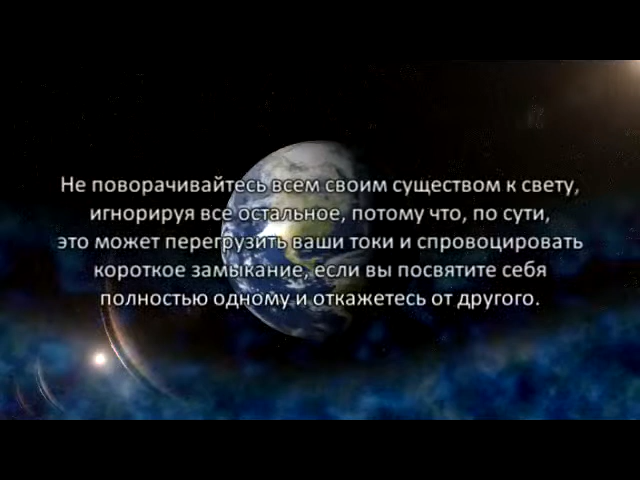 Не поворачивайтесь всем своим существом к свету,
игнорируя все остальное, потому что, по сути,
это может перегрузить ваши токи и спровоцировать
короткое замыкание, если вы посвятите себя
полностью одному и откажетесь от другого.